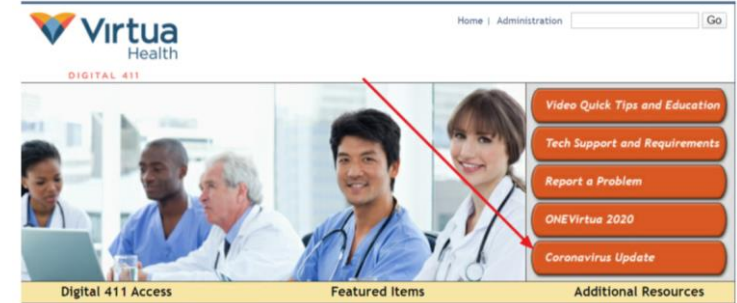 Virtua
Health
DIGITAL 411
Home | Administration Go
Video Quick Tips and Education
Tech Support and Requirements
Report a Problem
ONEVirtua 2020
Coronavirus Update
Digital 411 Access Featured Items Additional Resources